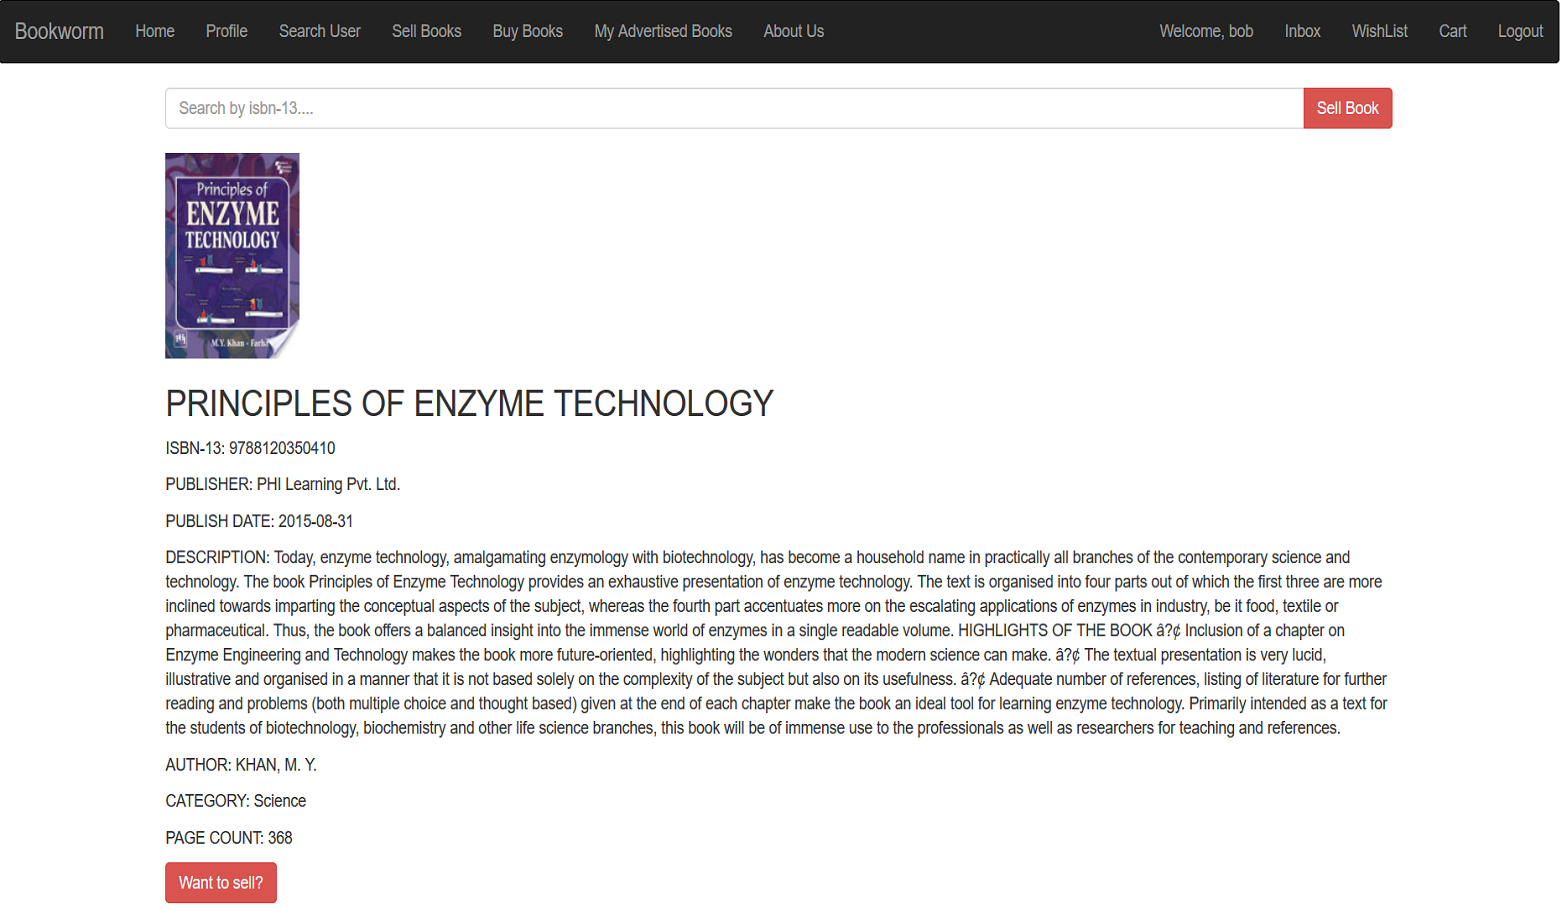 Bookworm Home Profile Search User Sell Books Buy Books My Advertised Books About Us Welcome, bob Inbox WishList Cart Logout
Search by isbn-13.... Sell Book
Principles of
ENZYME
TECHNOLOGY
M.Y. Khan - Farha
PRINCIPLES OF ENZYME TECHNOLOGY
ISBN-13: 9788120350410
PUBLISHER: PHI Learning Pvt. Ltd.
PUBLISH DATE: 2015-08-31
DESCRIPTION: Today, enzyme technology, amalgamating enzymology with biotechnology, has become a household name in practically all branches of the contemporary science and
technology. The book Principles of Enzyme Technology provides an exhaustive presentation of enzyme technology. The text is organised into four parts out of which the first three are more
inclined towards imparting the conceptual aspects of the subject, whereas the fourth part accentuates more on the escalating applications of enzymes in industry, be it food, textile or
pharmaceutical. Thus, the book offers a balanced insight into the immense world of enzymes in a single readable volume. HIGHLIGHTS OF THE BOOK â?¢ Inclusion of a chapter on
Enzyme Engineering and Technology makes the book more future-oriented, highlighting the wonders that the modern science can make. â?¢ The textual presentation is very lucid,
illustrative and organised in a manner that it is not based solely on the complexity of the subject but also on its usefulness. â?¢ Adequate number of references, listing of literature for further
reading and problems (both multiple choice and thought based) given at the end of each chapter make the book an ideal tool for learning enzyme technology. Primarily intended as a text for
the students of biotechnology, biochemistry and other life science branches, this book will be of immense use to the professionals as well as researchers for teaching and references.
AUTHOR: KHAN, M. Y.
CATEGORY: Science
PAGE COUNT: 368
Want to sell?